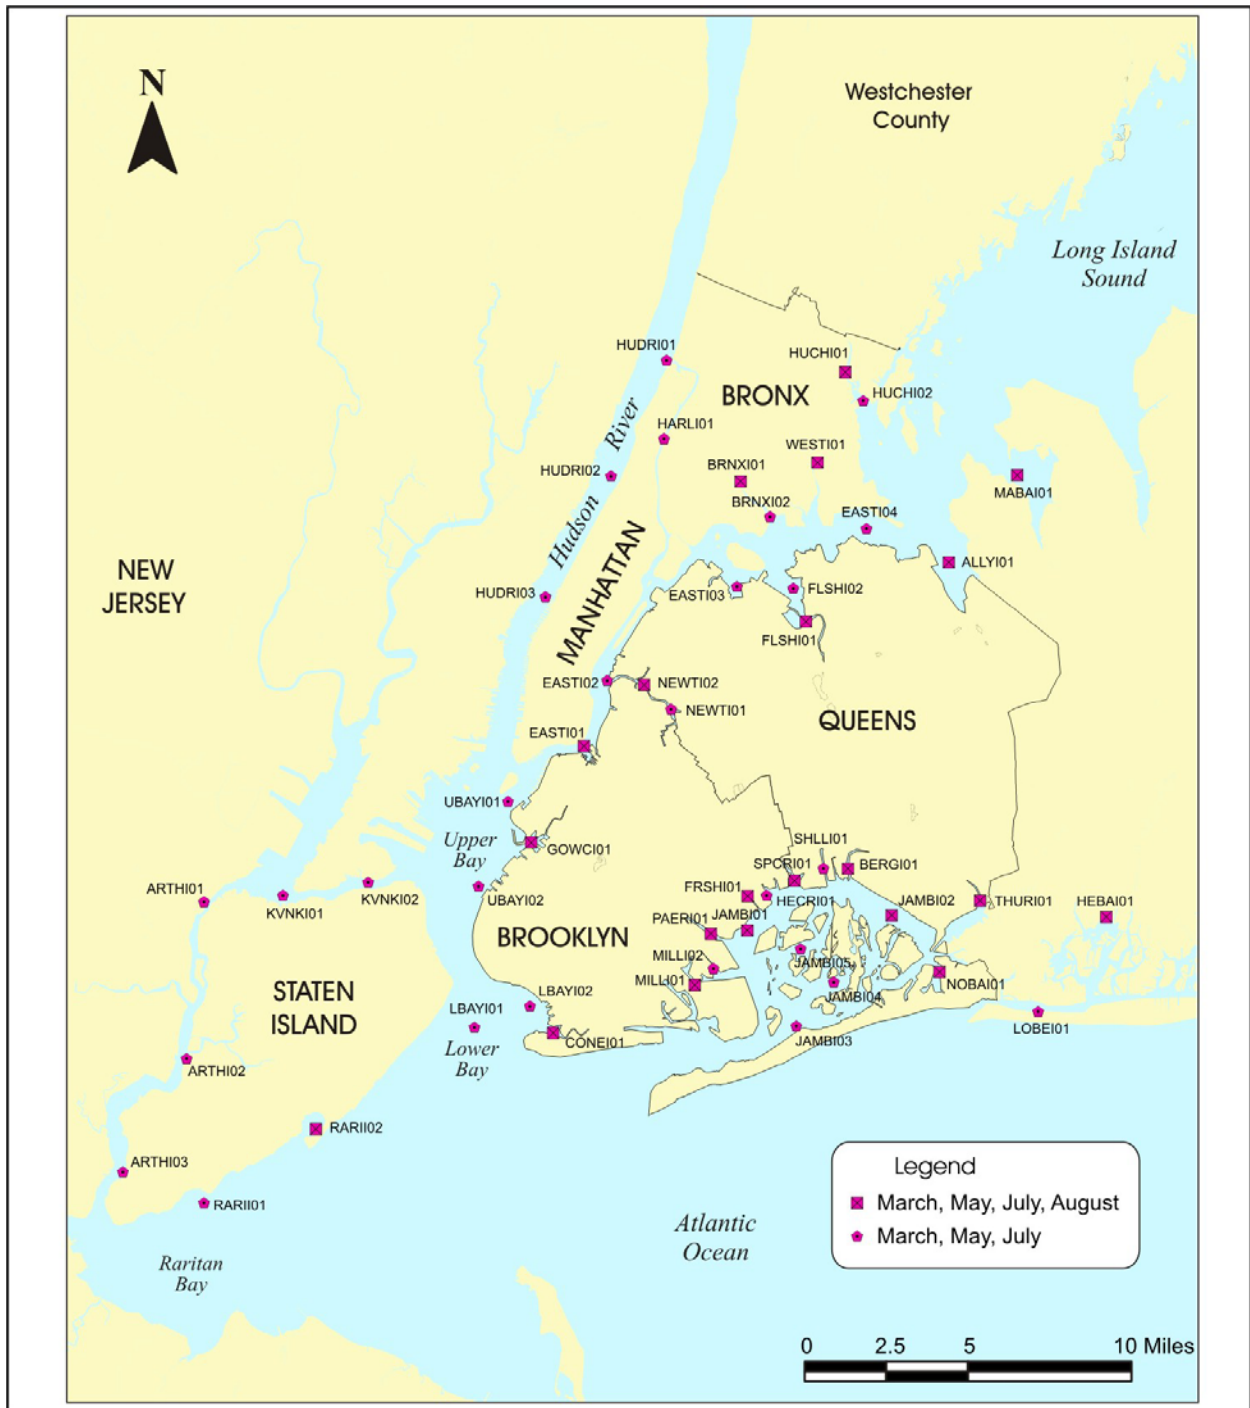 N
Westchester
County
Long Island
Sound
HUDRI01
HUCHI01
BRONX
HUCHI02
HARLI01
River
WESTI01
HUDRI02
BRNXI01
MABAI01
BRNXI02
EASTI04
Hudson
NEW
JERSEY
ALLYI01
MANHATTAN
HUDRI03
EASTI03
FLSHI02
FLSHI01
EASTI02
NEWTI02
NEWTI01
QUEENS
EASTI01
UBAYI01
Upper
Bay
GOWCI01
SHLLI01
SPCRI01
BERGI01
ARTHI01
KVNKI01
KVNKI02
UBAYI02
FRSHI01
HECRI01
JAMBI02
THURI01
HEBAI01
PAERI01
JAMBI01
BROOKLYN
MILLI02
JAMBI05
MILLI01
JAMBI04
NOBAI01
STATEN
ISLAND
LBAYI01
LBAYI02
LOBEI01
Lower
Bay
CONEI01
JAMBI03
ARTHI02
RARII02
ARTHI03
RARII01
Raritan
Bay
Atlantic
Ocean
Legend
March, May, July, August
March, May, July
0 2.5 5 10 Miles